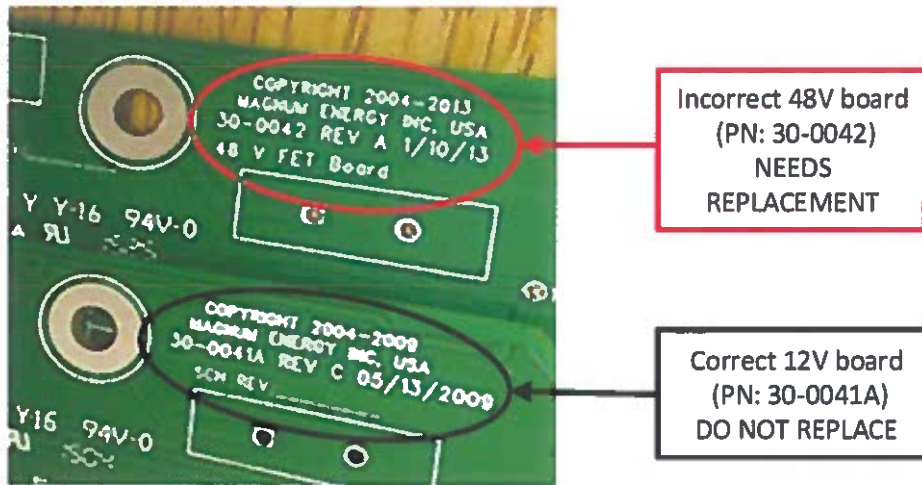 COPYRIGHT 2004-2013
MAGNUM ENERGY INC. USA
30-0042 REV A 1/10/13
48 V FET Board
Y Y-16 94V-0
Incorrect 48V board
(PN: 30-0042)
NEEDS
REPLACEMENT
COPYRIGHT 2004-2009
MAGNUM ENERGY INC. USA
30-0041A REV C 05/13/2009
SCH REV
Y-16 94V-0
Correct 12V board
(PN: 30-0041A)
DO NOT REPLACE